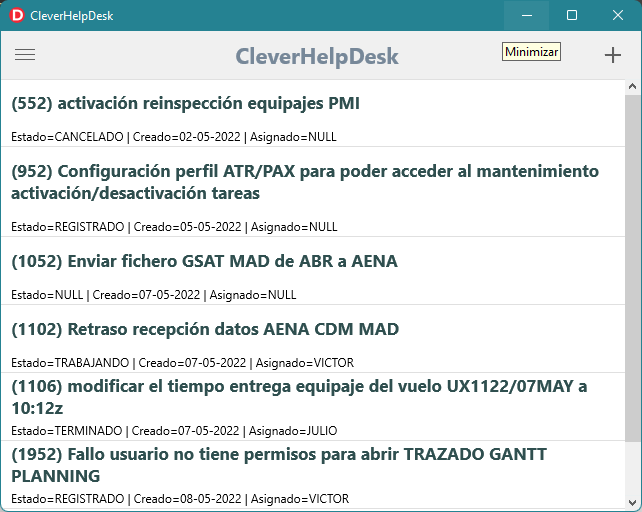 CleverHelpDesk
CleverHelpDesk
Minimizar
(552) activación reinspección equipajes PMI
Estado=CANCELADO | Creado=02-05-2022 | Asignado=NULL
(952) Configuración perfil ATR/PAX para poder acceder al mantenimiento
activación/desactivación tareas
Estado=REGISTRADO | Creado=05-05-2022 | Asignado=NULL
(1052) Enviar fichero GSAT MAD de ABR a AENA
Estado=NULL | Creado=07-05-2022 | Asignado=NULL
(1102) Retraso recepción datos AENA CDM MAD
Estado=TRABAJANDO | Creado=07-05-2022 | Asignado=VICTOR
(1106) modificar el tiempo entrega equipaje del vuelo UX1122/07MAY a
10:12z
Estado=TERMINADO | Creado=07-05-2022 | Asignado=JULIO
(1952) Fallo usuario no tiene permisos para abrir TRAZADO GANTT
PLANNING
Estado=REGISTRADO | Creado=08-05-2022 | Asignado=VICTOR